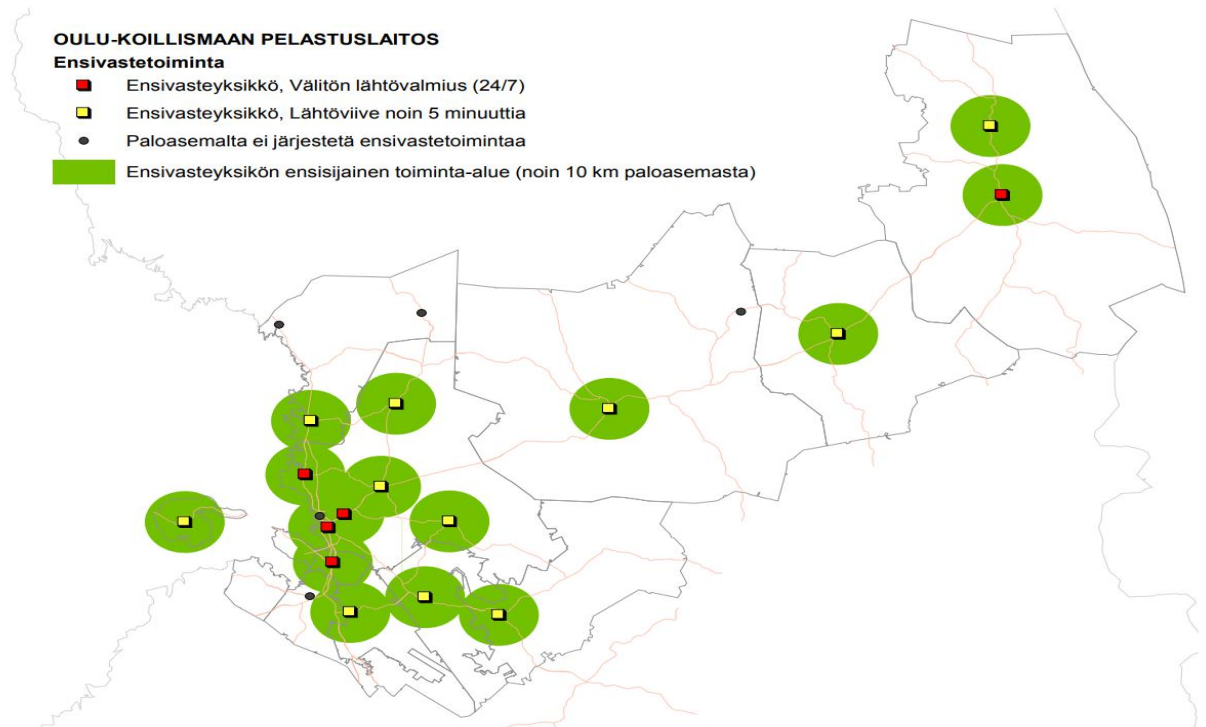 OULU-KOILLISMAAN PELASTUSLAITOS
Ensivastetoiminta
Ensivasteyksikkö, Välitön lähtövalmius (24/7)
Ensivasteyksikkö, Lähtöviive noin 5 minuuttia
Paloasemalta ei järjestetä ensivastetoimintaa
Ensivasteyksikön ensisijainen toiminta-alue (noin 10 km paloasemasta)